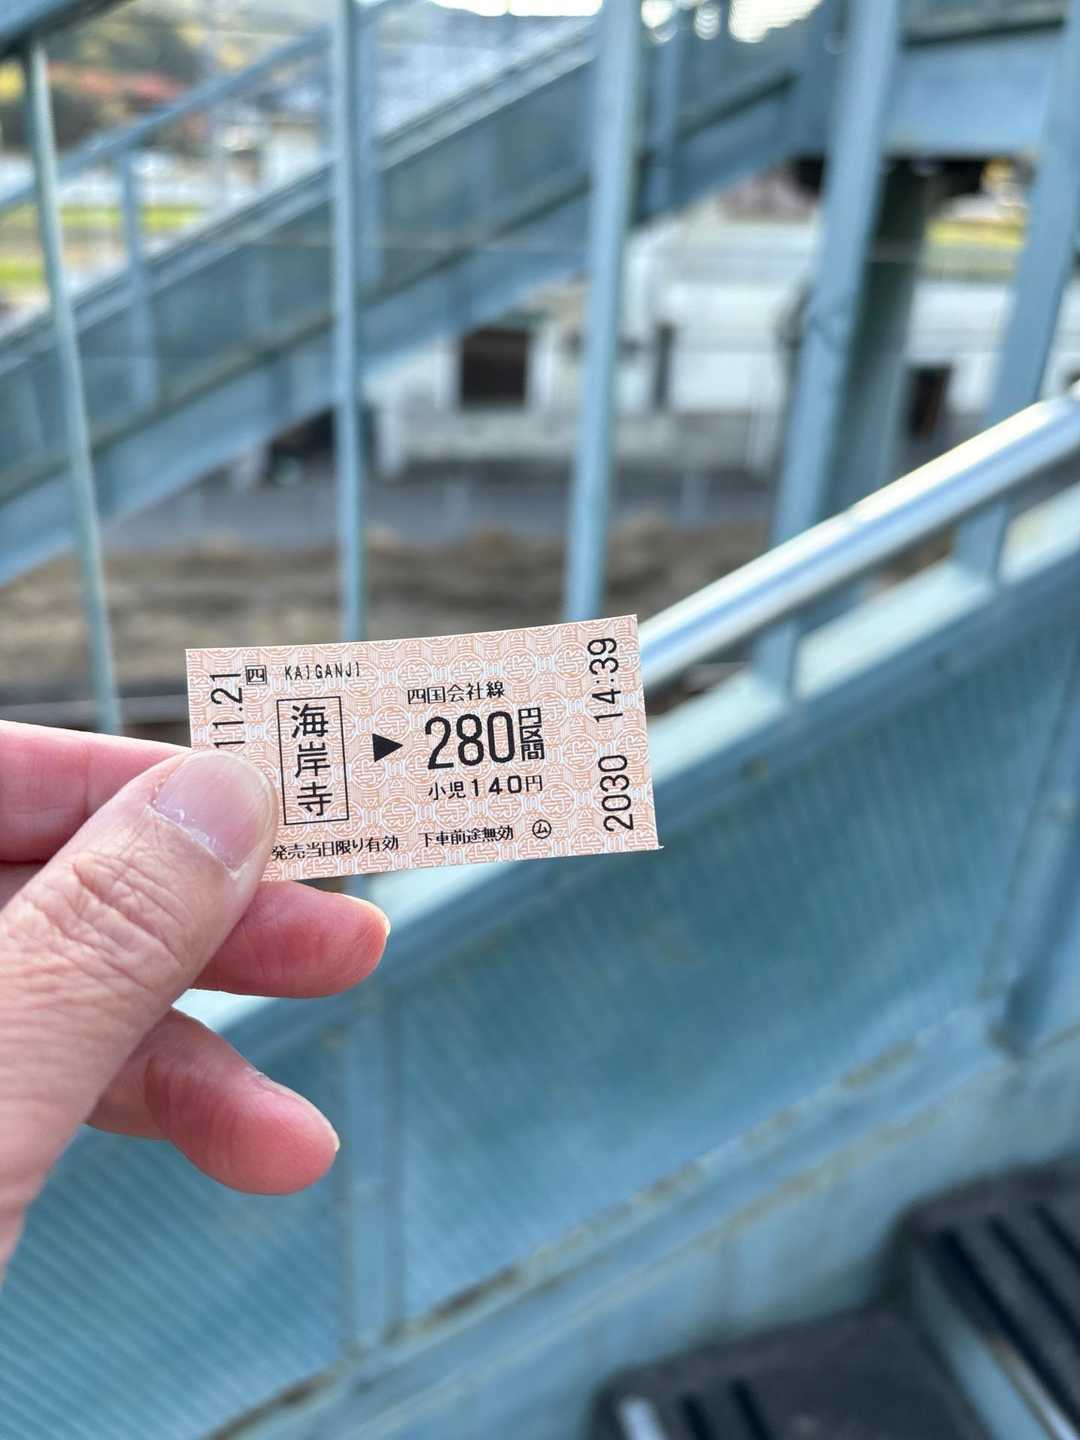 四 KAIGANJI
海岸寺
▶
四国会社線
280円区間
小児140円
発売当日限り有効 下車前途無効 ㋰
11.21
2030 14:39